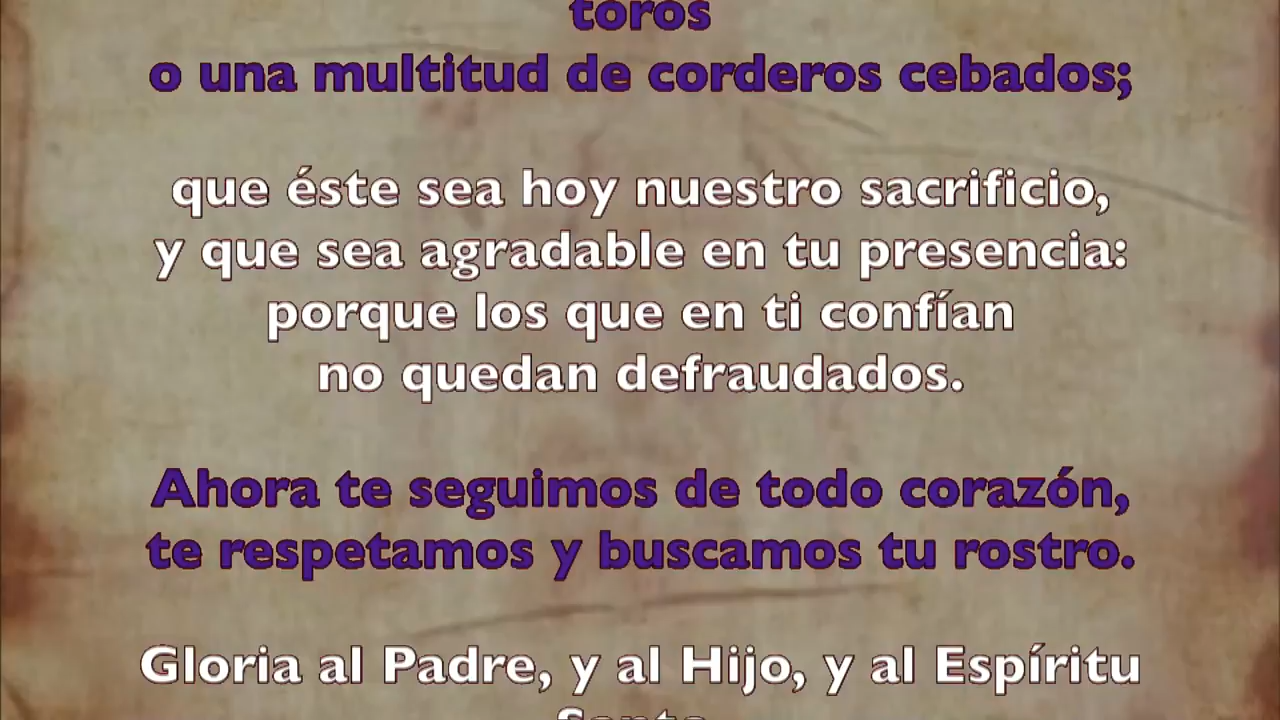 toros
o una multitud de corderos cebados;
que éste sea hoy nuestro sacrificio,
y que sea agradable en tu presencia:
porque los que en ti confían
no quedan defraudados.
Ahora te seguimos de todo corazón,
te respetamos y buscamos tu rostro.
Gloria al Padre, y al Hijo, y al Espíritu